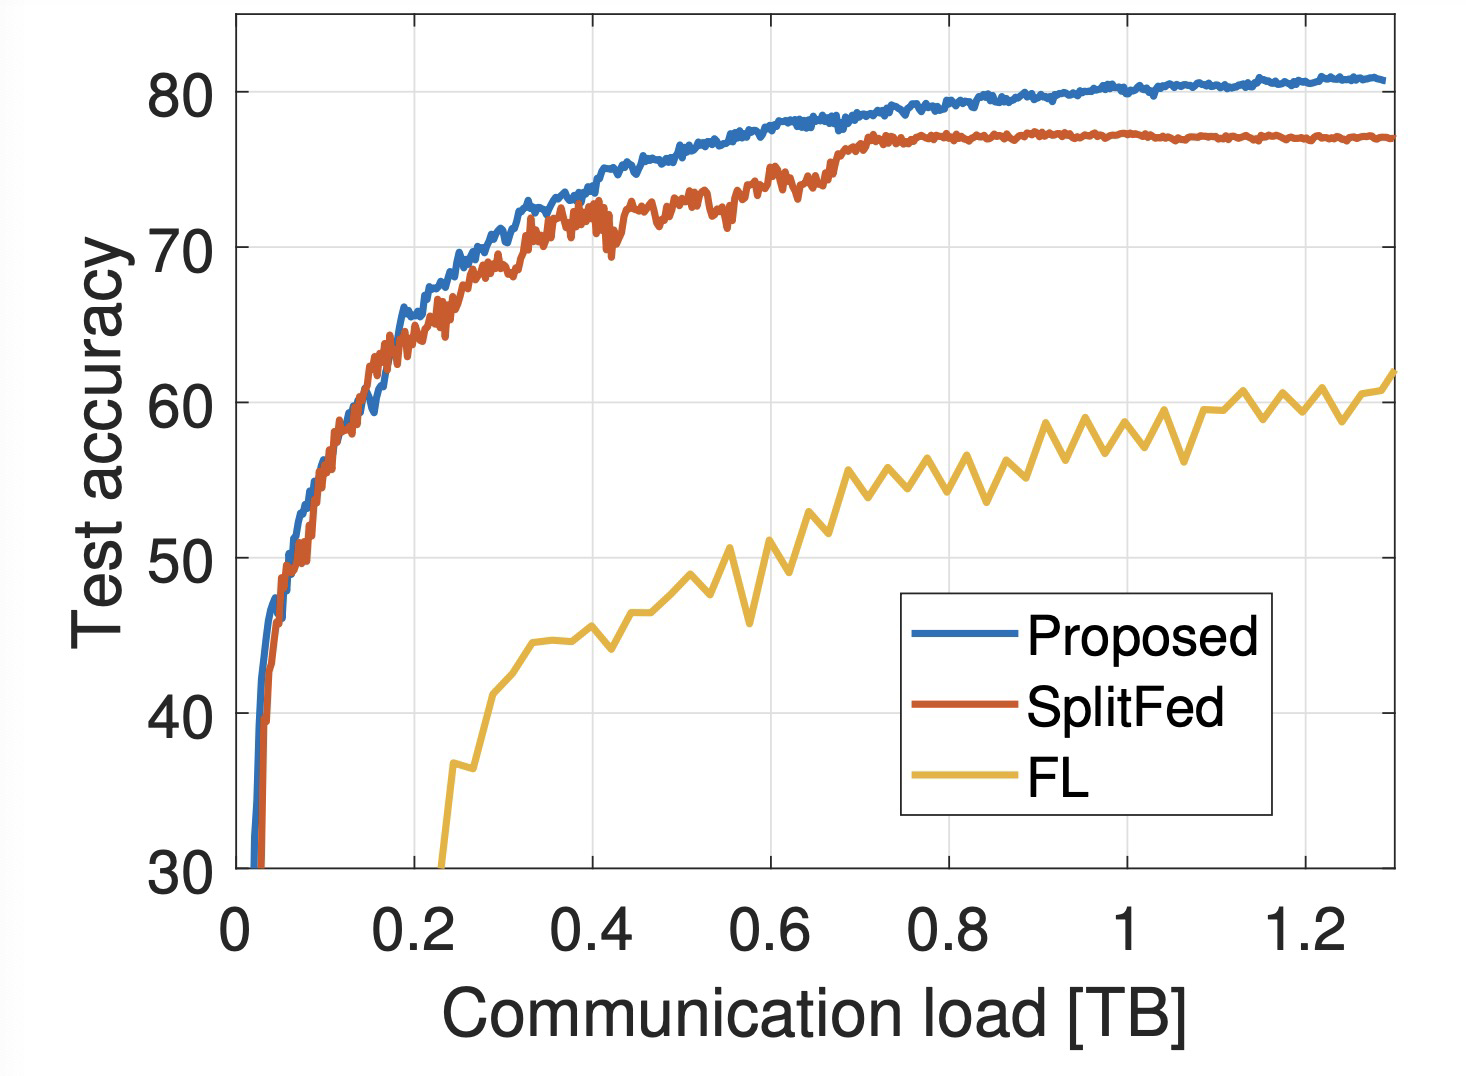 80
70
60
50
40
30
Test accuracy
Proposed
SplitFed
FL
0 0.2 0.4 0.6 0.8 1 1.2
Communication load [TB]